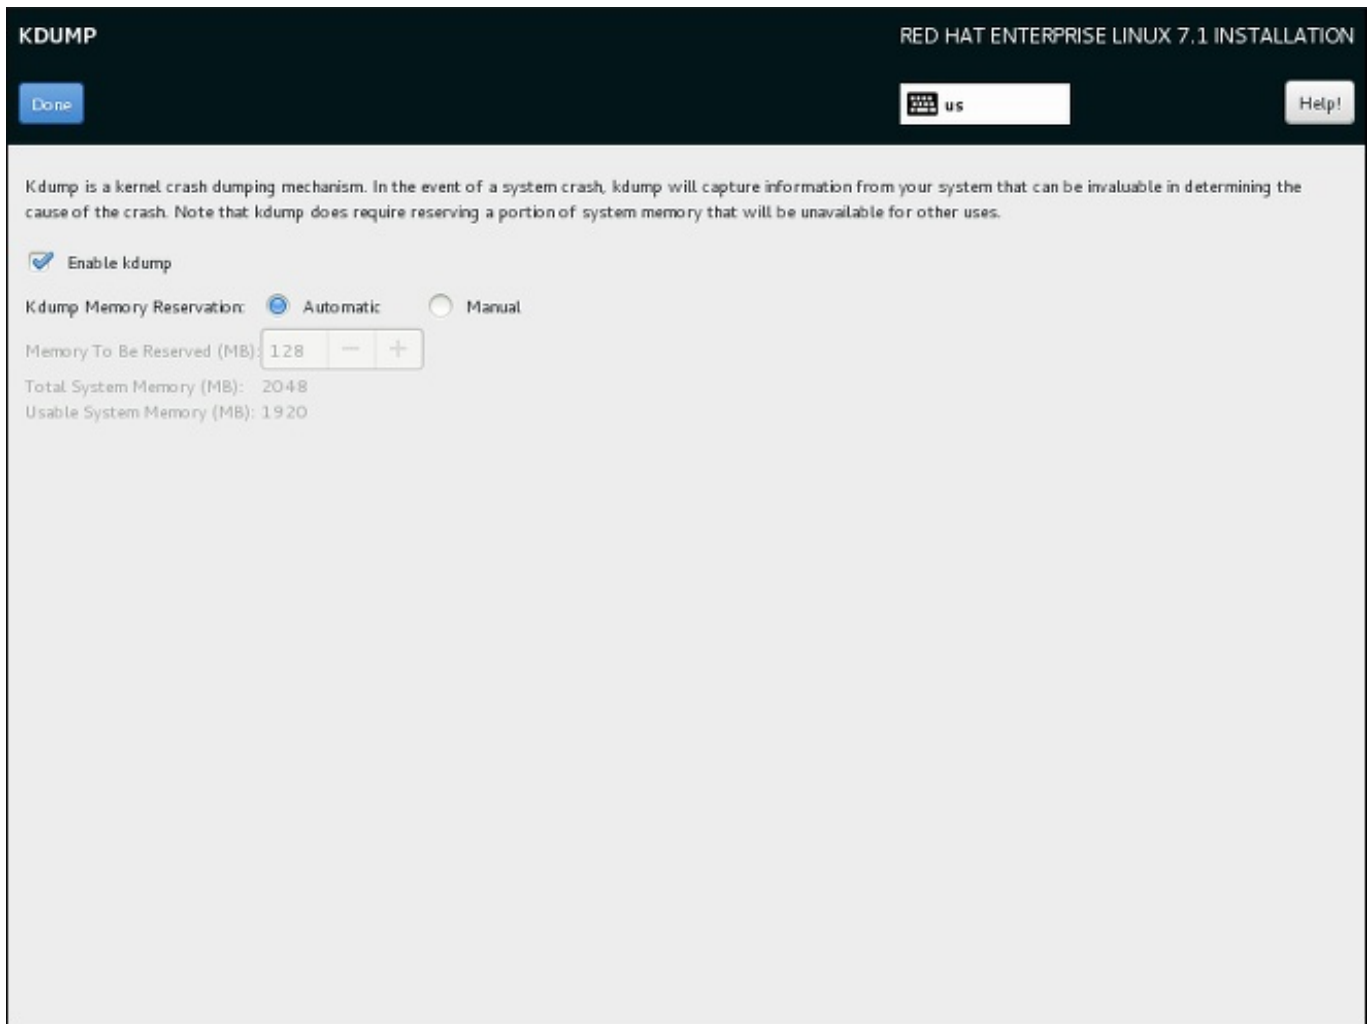 KDUMP
RED HAT ENTERPRISE LINUX 7.1 INSTALLATION
Done
us
Help!
Kdump is a kernel crash dumping mechanism. In the event of a system crash, kdump will capture information from your system that can be invaluable in determining the
cause of the crash. Note that kdump does require reserving a portion of system memory that will be unavailable for other uses.
Enable kdump
Kdump Memory Reservation: Automatic Manual
Memory To Be Reserved (MB): 128 − +
Total System Memory (MB): 2048
Usable System Memory (MB): 1920